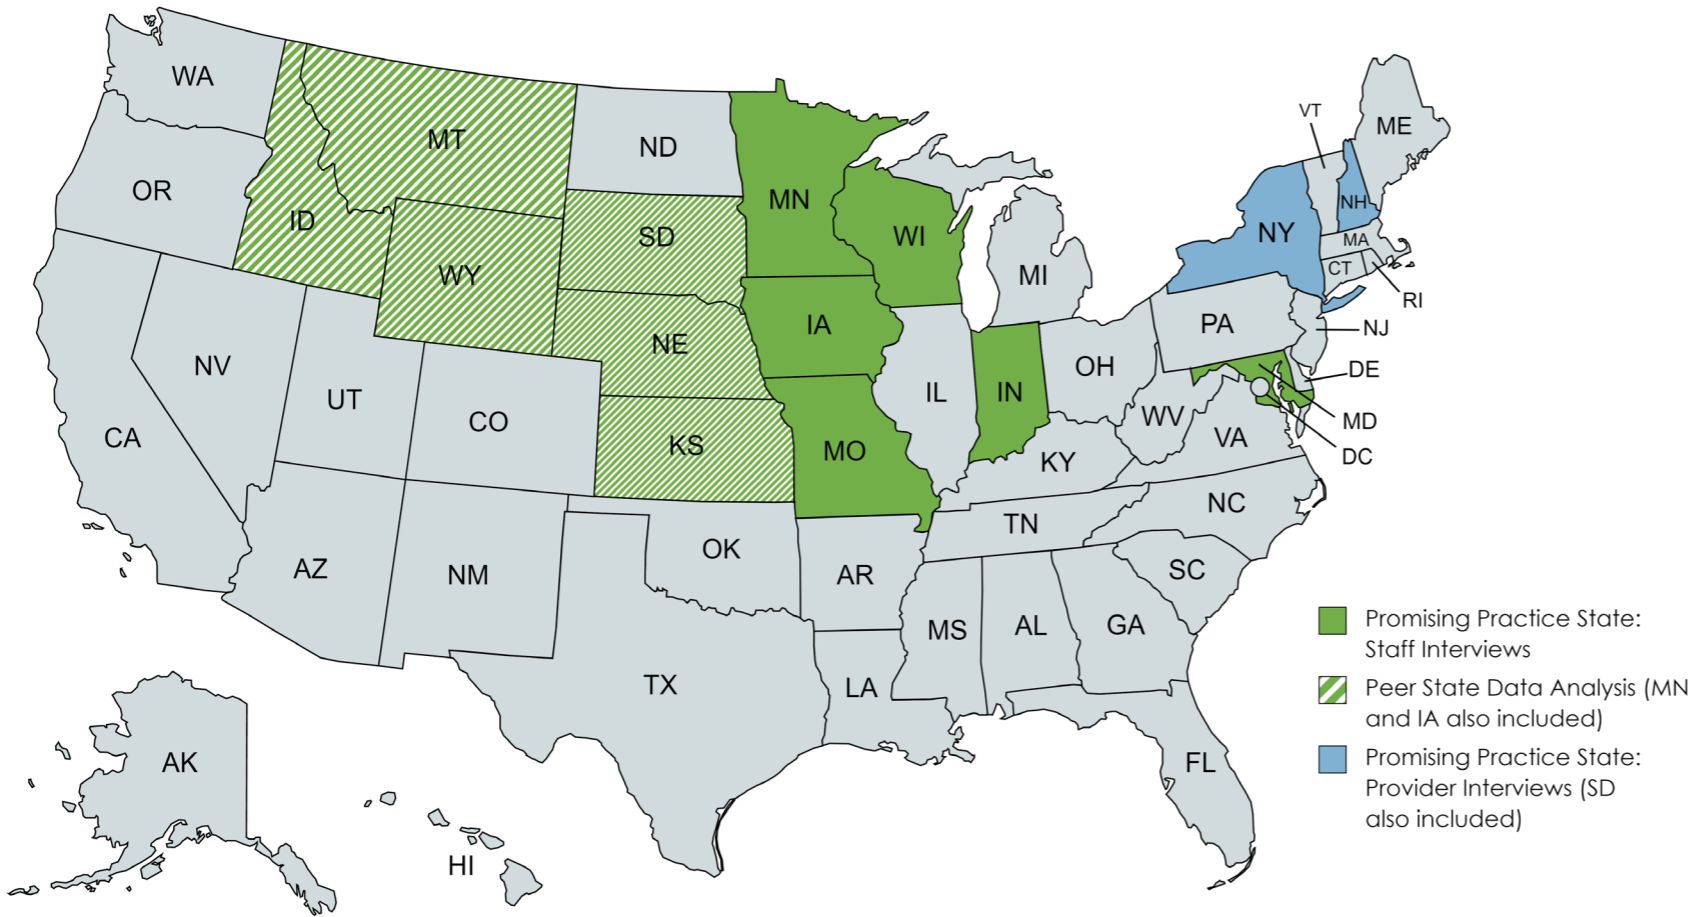 WA
OR
CA
NV
ID
MT
WY
UT
AZ
CO
NM
ND
SD
NE
KS
OK
TX
MN
IA
MO
AR
LA
WI
IL
MI
IN
OH
KY
TN
MS
AL
GA
FL
SC
NC
VA
WV
PA
NY
VT
NH
ME
MA
CT
RI
NJ
DE
MD
DC
AK
HI
Promising Practice State:
Staff Interviews
Peer State Data Analysis (MN
and IA also included)
Promising Practice State:
Provider Interviews (SD
also included)